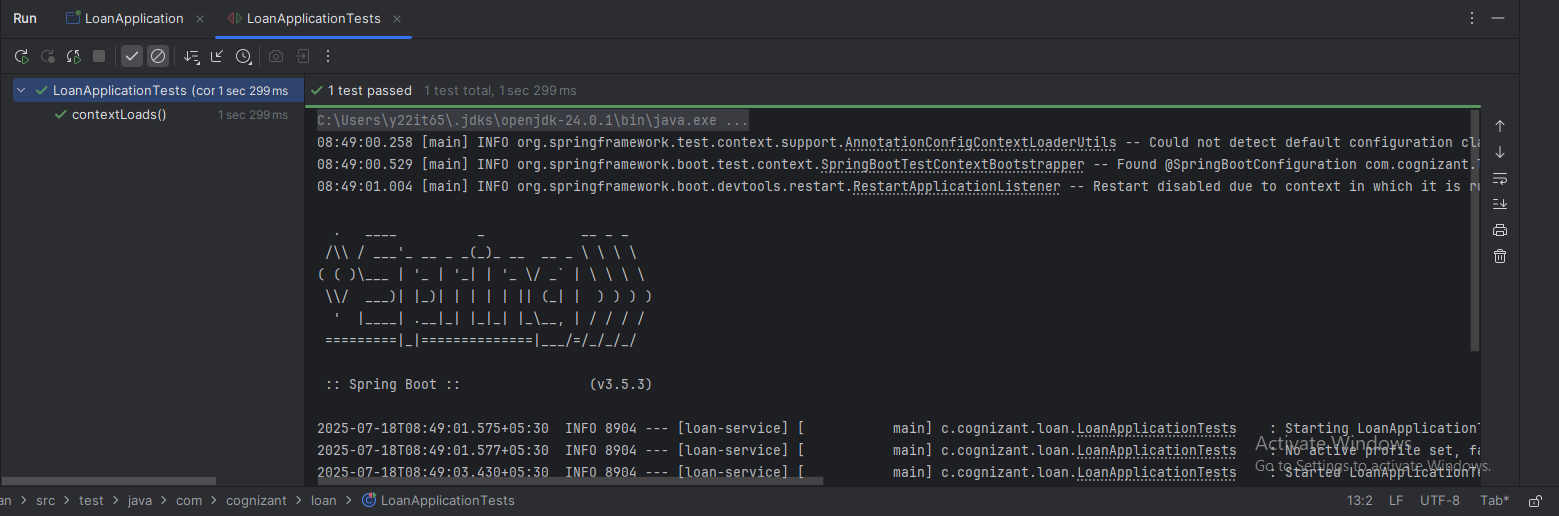 Run LoanApplication LoanApplicationTests
LoanApplicationTests (cor 1 sec 299 ms
contextLoads() 1 sec 299 ms
1 test passed 1 test total, 1 sec 299 ms
C:\Users\y22it65\.jdks\openjdk-24.0.1\bin\java.exe ...
08:49:00.258 [main] INFO org.springframework.test.context.support.AnnotationConfigContextLoaderUtils -- Could not detect default configuration cla
08:49:00.529 [main] INFO org.springframework.boot.test.context.SpringBootTestContextBootstrapper -- Found @SpringBootConfiguration com.cognizant.
08:49:01.004 [main] INFO org.springframework.boot.devtools.restart.RestartApplicationListener -- Restart disabled due to context in which it is ru
  .   ____          _            __ _ _
 /\\ / ___'_ __ _ _(_)_ __  __ _ \ \ \ \
( ( )\___ | '_ | '_| | '_ \/ _` | \ \ \ \
 \\/  ___)| |_)| | | | | || (_| |  ) ) ) )
  '  |____| .__|_| |_|_| |_\__, | / / / /
 =========|_|==============|___/=/_/_/_/
 :: Spring Boot ::                (v3.5.3)
2025-07-18T08:49:01.575+05:30  INFO 8904 --- [loan-service] [           main] c.cognizant.loan.LoanApplicationTests    : Starting LoanApplicationT
2025-07-18T08:49:01.577+05:30  INFO 8904 --- [loan-service] [           main] c.cognizant.loan.LoanApplicationTests    : No active profile set, fa
2025-07-18T08:49:03.430+05:30  INFO 8904 --- [loan-service] [           main] c.cognizant.loan.LoanApplicationTests    : Started LoanApplicationTe
Activate Windows
Go to Settings to activate Windows.
an > src > test > java > com > cognizant > loan > LoanApplicationTests 13:2 LF UTF-8 Tab*